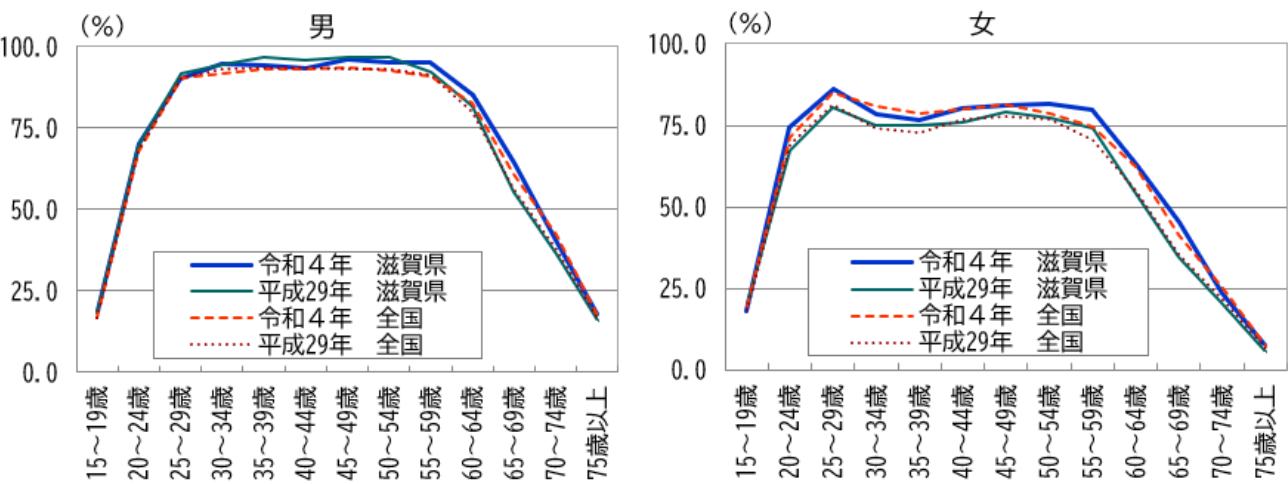 (%)
男
100.0
75.0
50.0
25.0
0.0
令和４年　滋賀県
平成29年　滋賀県
令和４年　全国
平成29年　全国
15～19歳
20～24歳
25～29歳
30～34歳
35～39歳
40～44歳
45～49歳
50～54歳
55～59歳
60～64歳
65～69歳
70～74歳
75歳以上
(%)
女
100.0
75.0
50.0
25.0
0.0
令和４年　滋賀県
平成29年　滋賀県
令和４年　全国
平成29年　全国
15～19歳
20～24歳
25～29歳
30～34歳
35～39歳
40～44歳
45～49歳
50～54歳
55～59歳
60～64歳
65～69歳
70～74歳
75歳以上